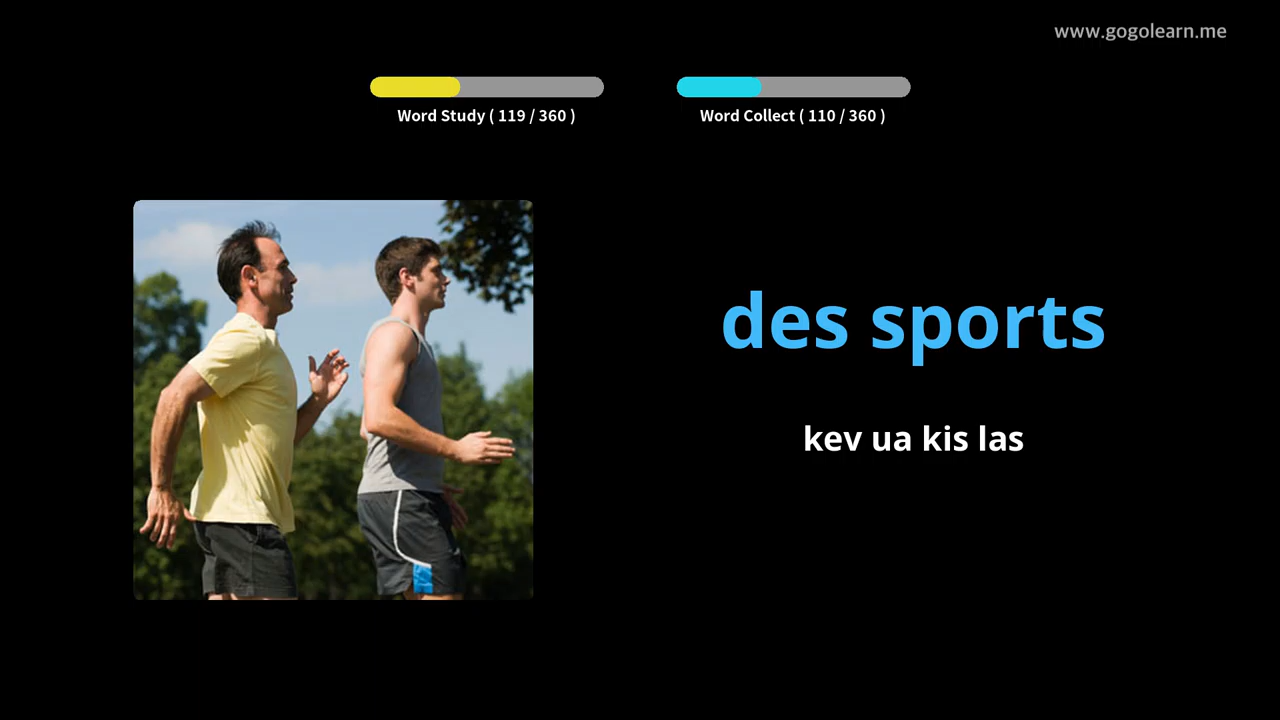 www.gogolearn.me
Word Study ( 119 / 360 )
Word Collect ( 110 / 360 )
des sports
kev ua kis las